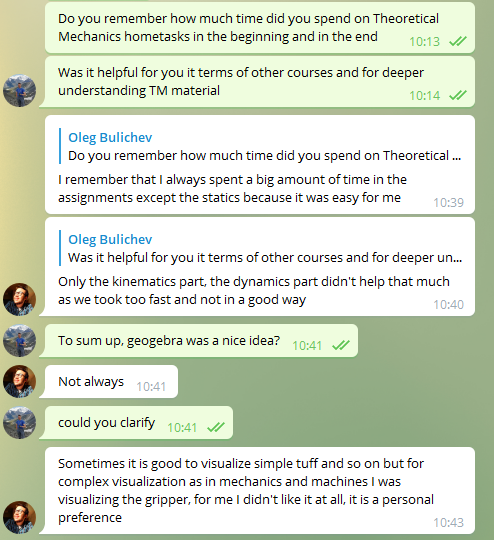 Do you remember how much time did you spend on Theoretical
Mechanics hometasks in the beginning and in the end
10:13
Was it helpful for you it terms of other courses and for deeper
understanding TM material
10:14
Oleg Bulichev
Do you remember how much time did you spend on Theoretical ...
I remember that I always spent a big amount of time in the
assignments except the statics because it was easy for me
10:39
Oleg Bulichev
Was it helpful for you it terms of other courses and for deeper un...
Only the kinematics part, the dynamics part didn't help that much
as we took too fast and not in a good way
10:40
To sum up, geogebra was a nice idea? 10:41
Not always 10:41
could you clarify 10:41
Sometimes it is good to visualize simple tuff and so on but for
complex visualization as in mechanics and machines I was
visualizing the gripper, for me I didn't like it at all, it is a personal
preference
10:43